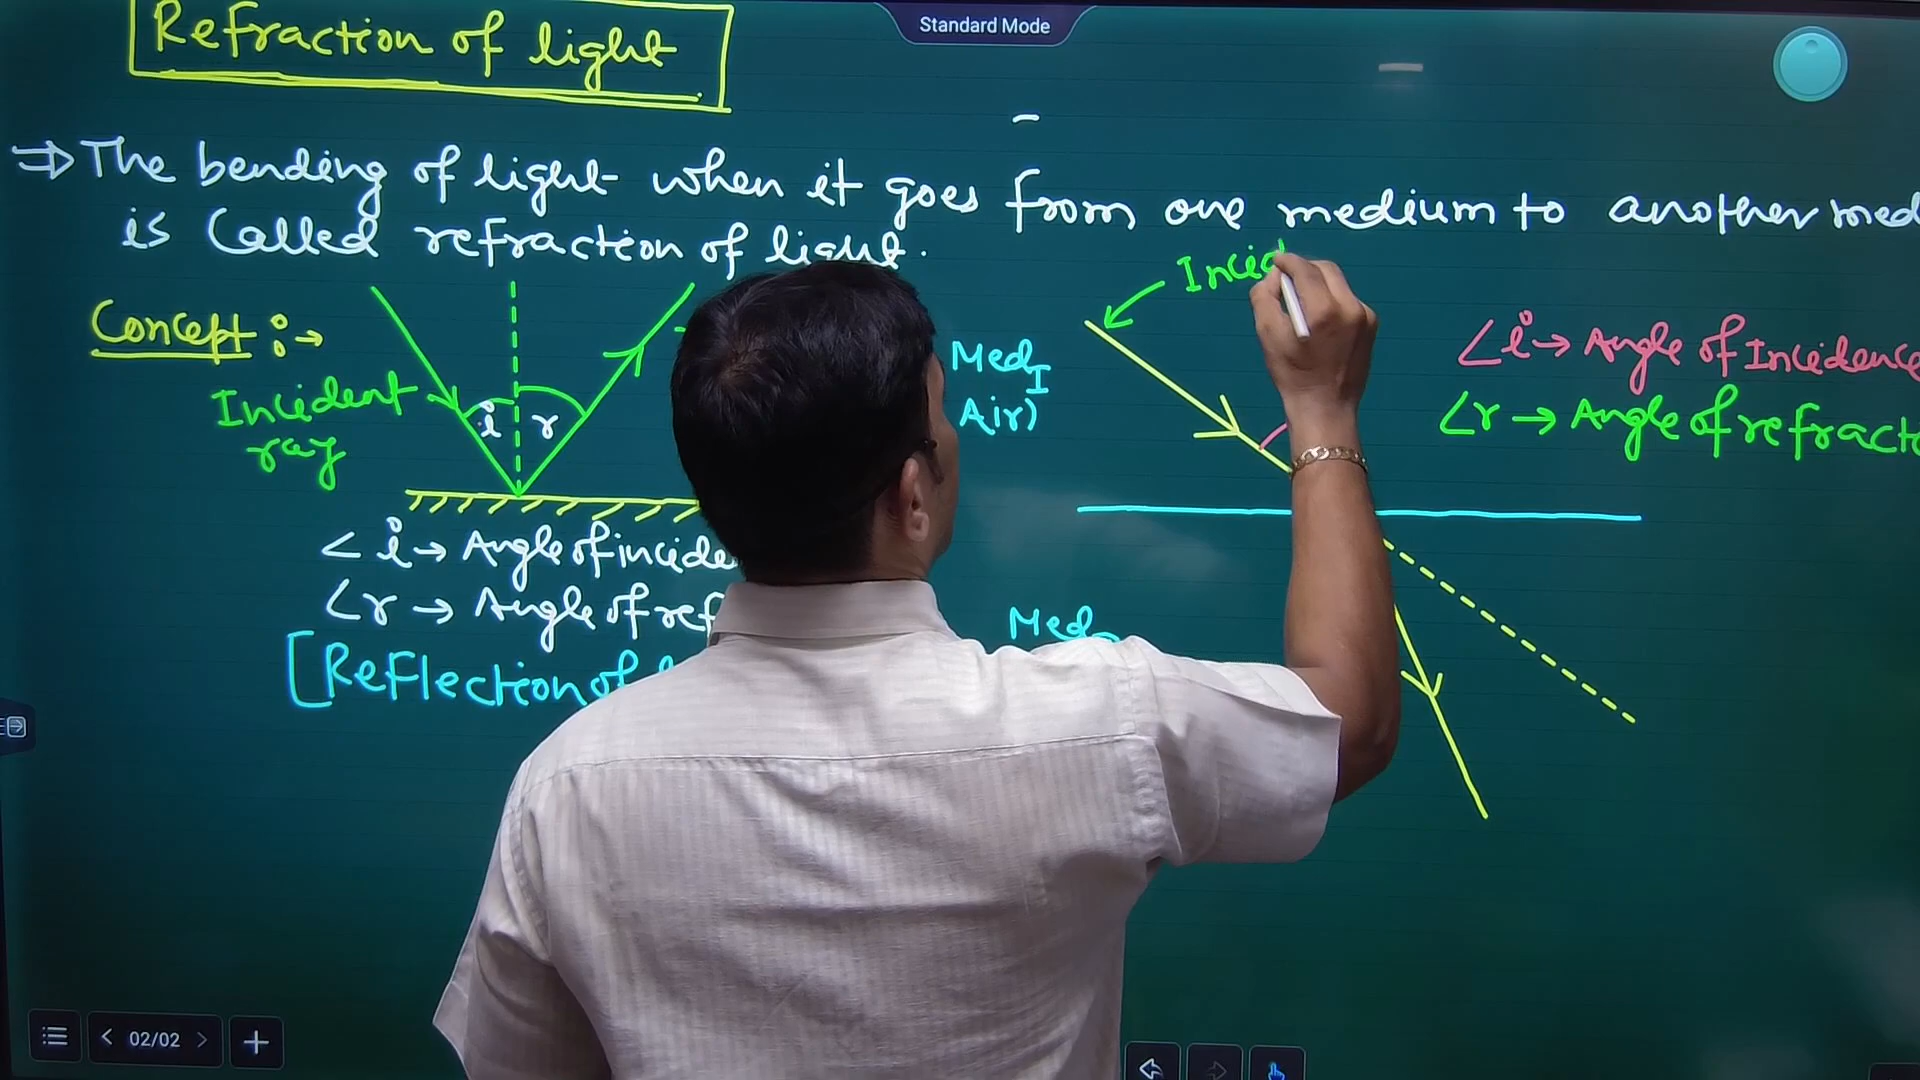 Standard Mode
Refraction of light
⇒ The bending of light when it goes from one medium to another med
is Called refraction of light.
Concept :→
Incident
ray
i r
∠i → Angle of incide
∠r → Angle of ref
[Reflection of
Med I
Air)
Incid
∠i → Angle of Incidence
∠r → Angle of refract
Med
02/02